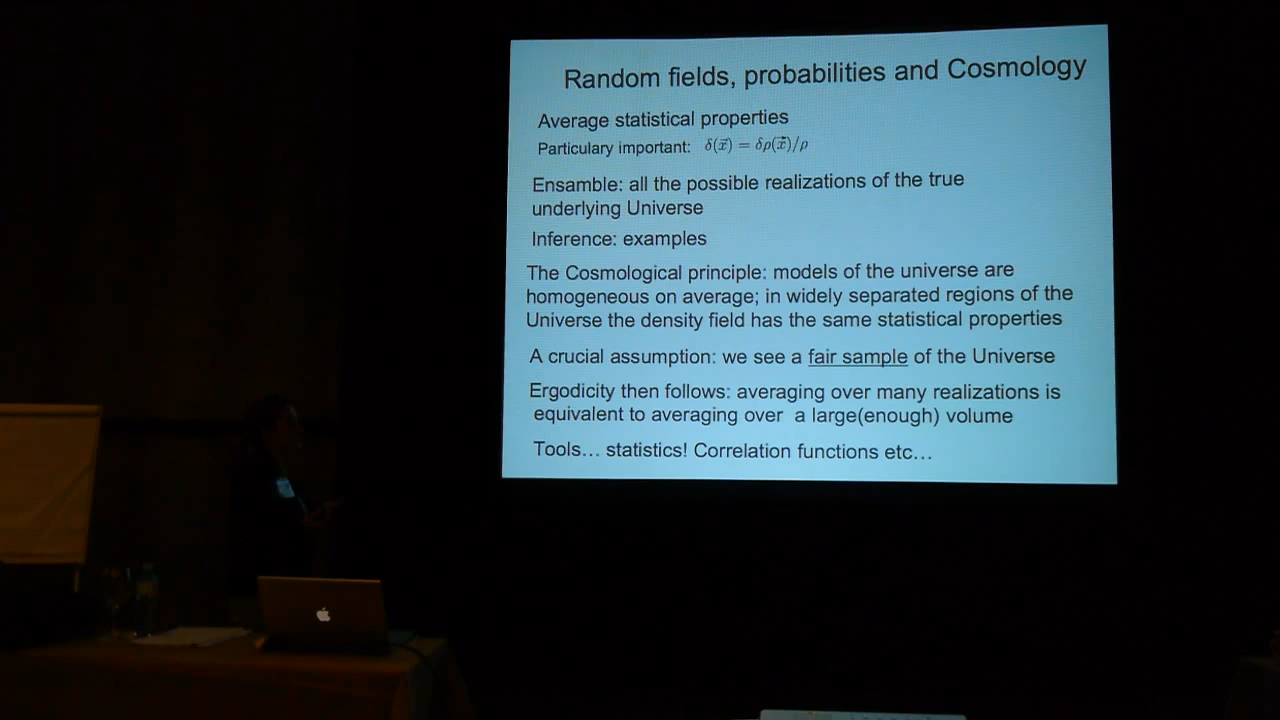 Random fields, probabilities and Cosmology
Average statistical properties
Particulary important: δ(x⃗) = δρ(x⃗)/ρ
Ensamble: all the possible realizations of the true
underlying Universe
Inference: examples
The Cosmological principle: models of the universe are
homogeneous on average; in widely separated regions of the
Universe the density field has the same statistical properties
A crucial assumption: we see a fair sample of the Universe
Ergodicity then follows: averaging over many realizations is
equivalent to averaging over a large(enough) volume
Tools… statistics! Correlation functions etc…